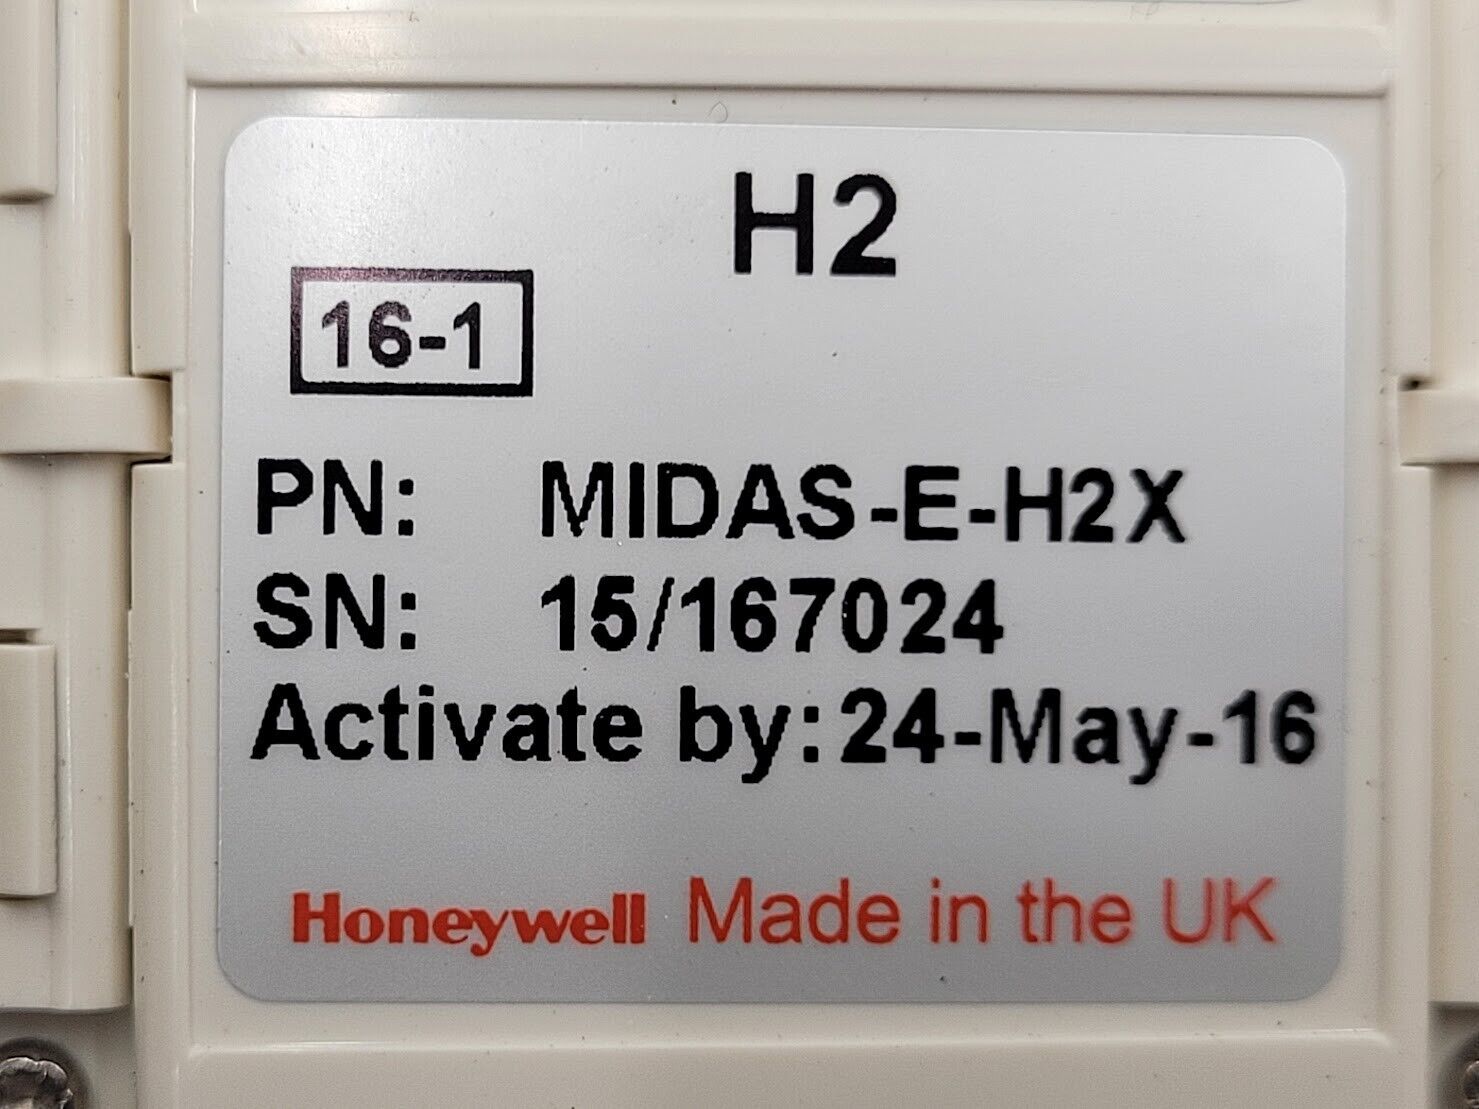 H2
16-1
PN: MIDAS-E-H2X
SN: 15/167024
Activate by: 24-May-16
Honeywell Made in the UK